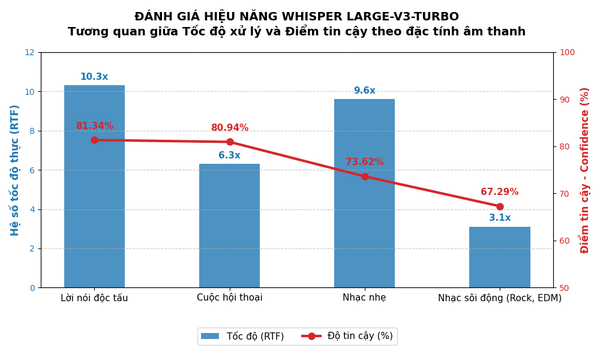 ĐÁNH GIÁ HIỆU NĂNG WHISPER LARGE-V3-TURBO
Tương quan giữa Tốc độ xử lý và Điểm tin cậy theo đặc tính âm thanh
Hệ số tốc độ thực (RTF)
12
10
8
6
4
2
0
10.3x
81.34%
80.94%
6.3x
9.6x
73.62%
67.29%
3.1x
100
90
80
70
60
50
Điểm tin cậy - Confidence (%)
Lời nói độc tấu
Cuộc hội thoại
Nhạc nhẹ
Nhạc sôi động (Rock, EDM)
Tốc độ (RTF)
Độ tin cậy (%)